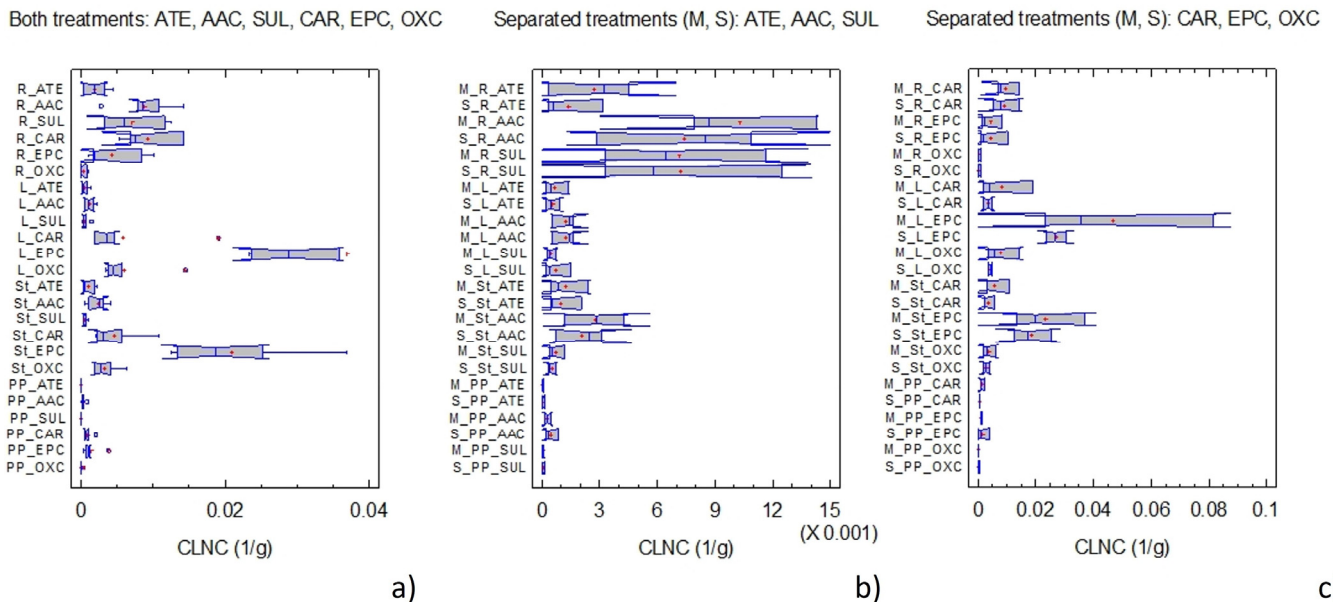 Both treatments: ATE, AAC, SUL, CAR, EPC, OXC
R_ATE
R_AAC
R_SUL
R_CAR
R_EPC
R_OXC
L_ATE
L_AAC
L_SUL
L_CAR
L_EPC
L_OXC
St_ATE
St_AAC
St_SUL
St_CAR
St_EPC
St_OXC
PP_ATE
PP_AAC
PP_SUL
PP_CAR
PP_EPC
PP_OXC
0 0.02 0.04
CLNC (1/g)
a)
Separated treatments (M, S): ATE, AAC, SUL
M_R_ATE
S_R_ATE
M_R_AAC
S_R_AAC
M_R_SUL
S_R_SUL
M_L_ATE
S_L_ATE
M_L_AAC
M_L_AAC
M_L_SUL
S_L_SUL
M_St_ATE
S_St_ATE
M_St_AAC
S_St_AAC
M_St_SUL
S_St_SUL
M_PP_ATE
S_PP_ATE
M_PP_AAC
S_PP_AAC
M_PP_SUL
S_PP_SUL
0 3 6 9 12 15
(X 0.001)
CLNC (1/g)
b)
Separated treatments (M, S): CAR, EPC, OXC
M_R_CAR
S_R_CAR
M_R_EPC
S_R_EPC
M_R_OXC
S_R_OXC
M_L_CAR
S_L_CAR
M_L_EPC
S_L_EPC
M_L_OXC
S_L_OXC
M_St_CAR
S_St_CAR
M_St_EPC
S_St_EPC
M_St_OXC
S_St_OXC
M_PP_CAR
S_PP_CAR
M_PP_EPC
S_PP_EPC
M_PP_OXC
S_PP_OXC
0 0.02 0.04 0.06 0.08 0.1
CLNC (1/g)
c